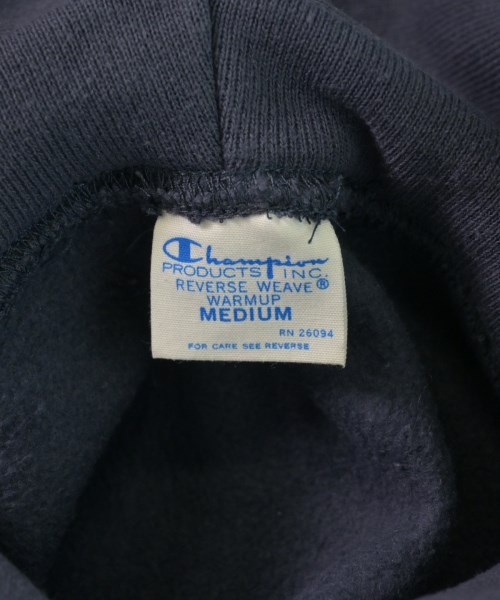 Champion
PRODUCTS INC.
REVERSE WEAVE®
WARMUP
MEDIUM
RN 26094
FOR CARE SEE REVERSE